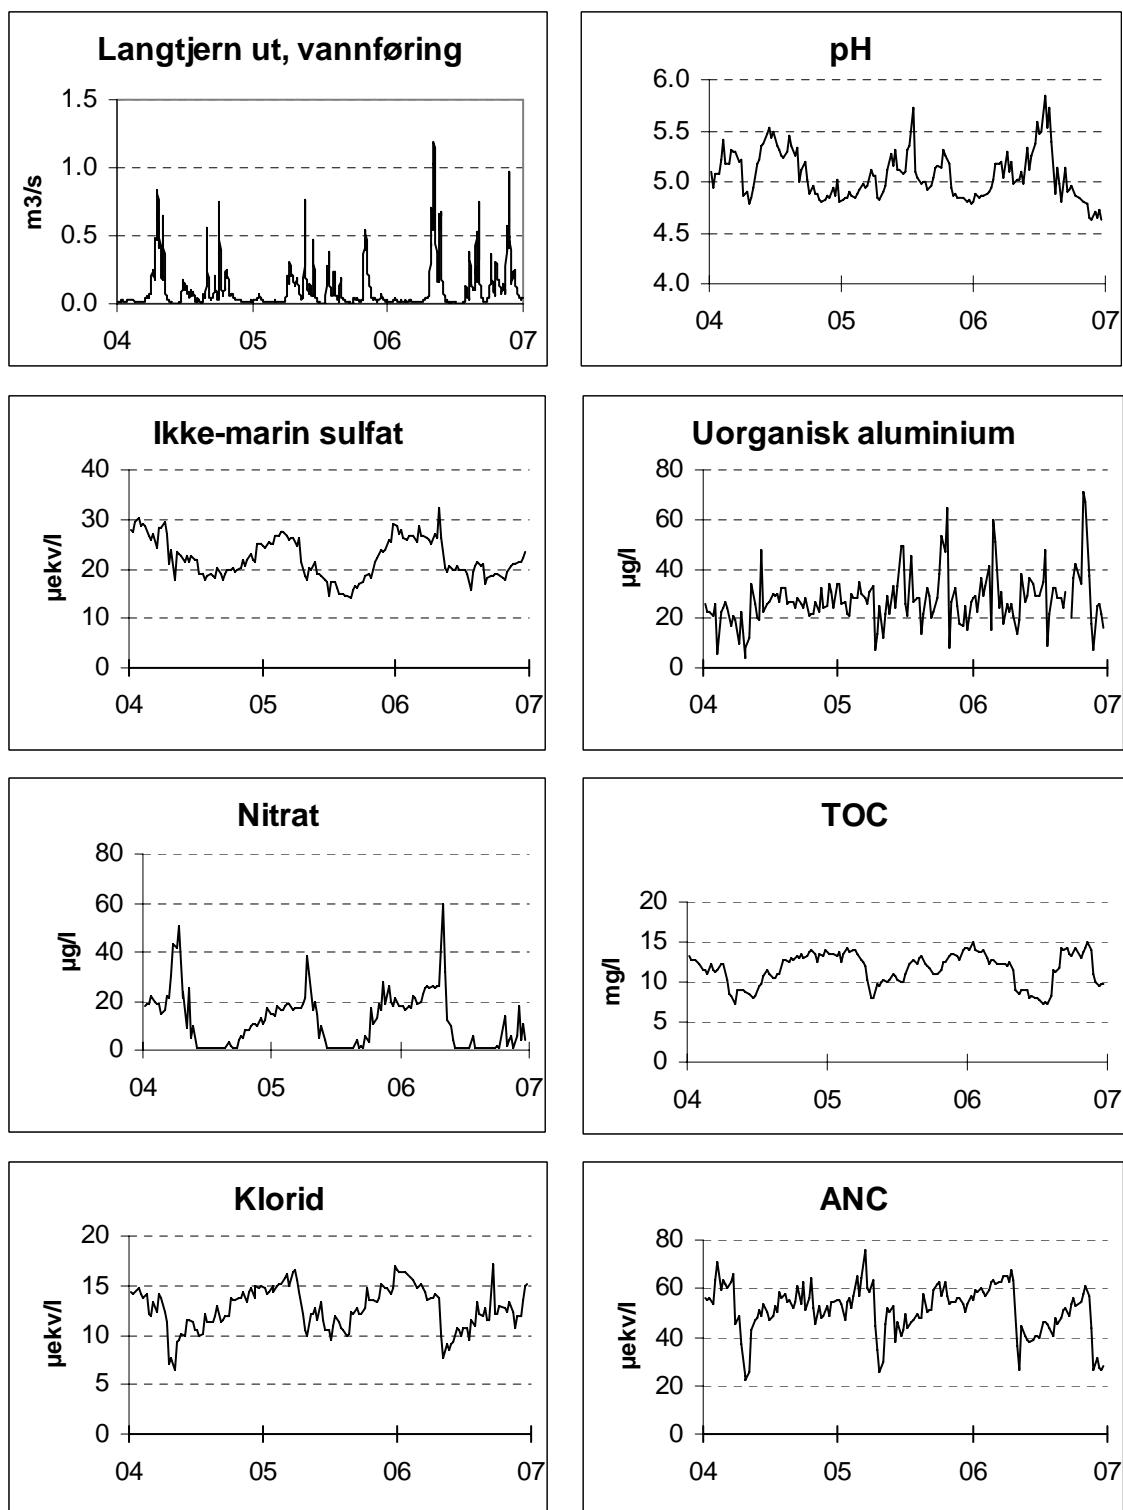 Langtjern ut, vannføring
1.5
1.0
0.5
0.0
m3/s
04 05 06 07
pH
6.0
5.5
5.0
4.5
4.0
04 05 06 07
Ikke-marin sulfat
40
30
20
10
0
µekv/l
04 05 06 07
Uorganisk aluminium
80
60
40
20
0
µg/l
04 05 06 07
Nitrat
80
60
40
20
0
µg/l
04 05 06 07
TOC
20
15
10
5
0
mg/l
04 05 06 07
Klorid
20
15
10
5
0
µekv/l
04 05 06 07
ANC
80
60
40
20
0
µekv/l
04 05 06 07